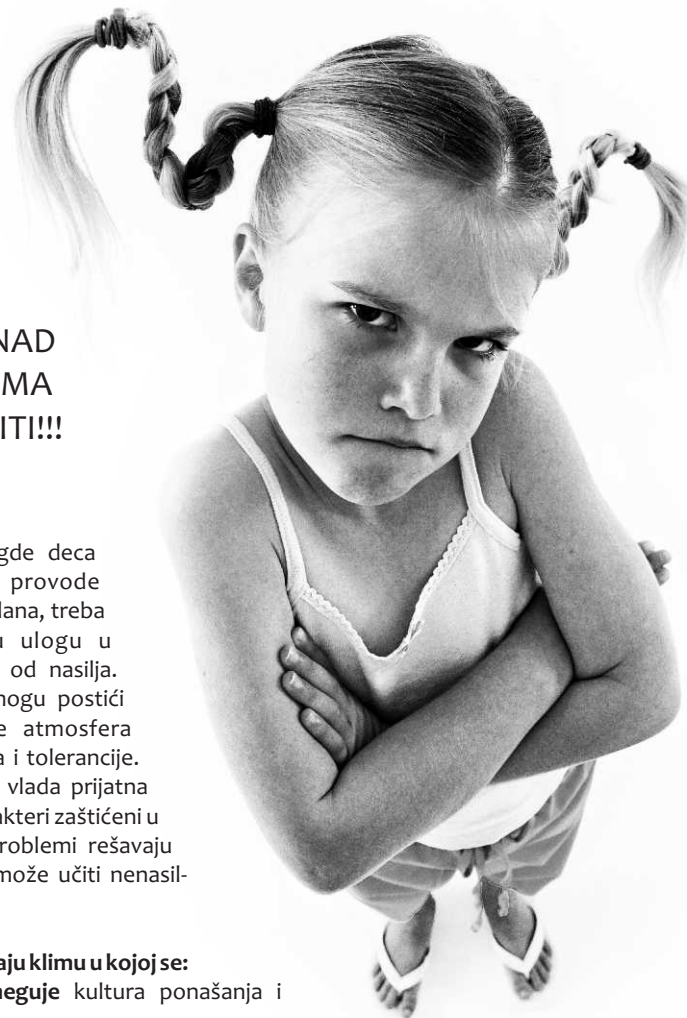 NAD
MA
ITI!!!
gde deca
provode
dana, treba
u ulogu u
od nasilja.
mogu postići
e atmosfera
a i tolerancije.
vlada prijatna
akteri zaštićeni u
roblemi rešavaju
može učiti nenasil-
aju klimu u kojoj se:
neguje kultura ponašanja i